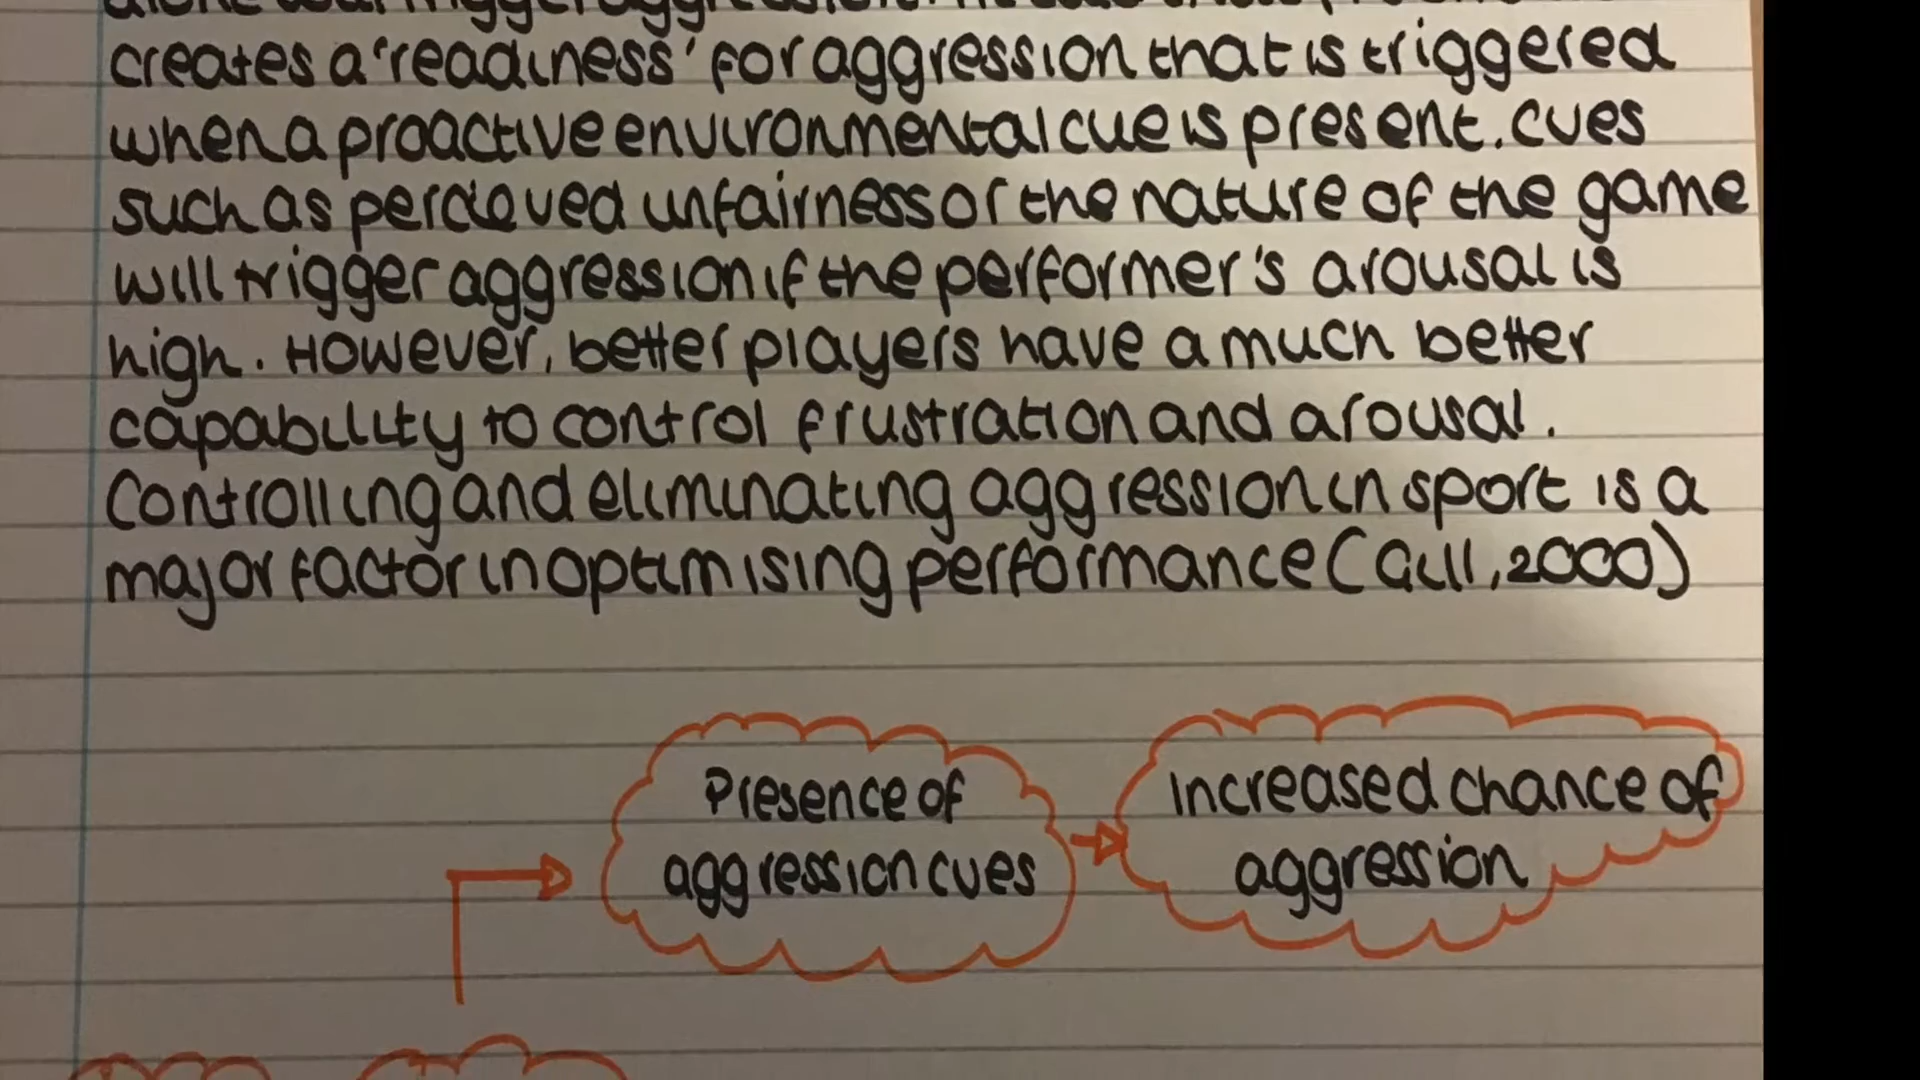 creates a 'readiness' for aggression that is triggered
when a proactive environmental cue is present. cues
such as percieved unfairness or the nature of the game
will trigger aggression if the performer's arousal is
high. However, better players have a much better
capability to control frustration and arousal.
Controlling and eliminating aggression in sport is a
major factor in optimising performance (Gill, 2000)
Presence of
aggression cues
Increased chance of
aggression